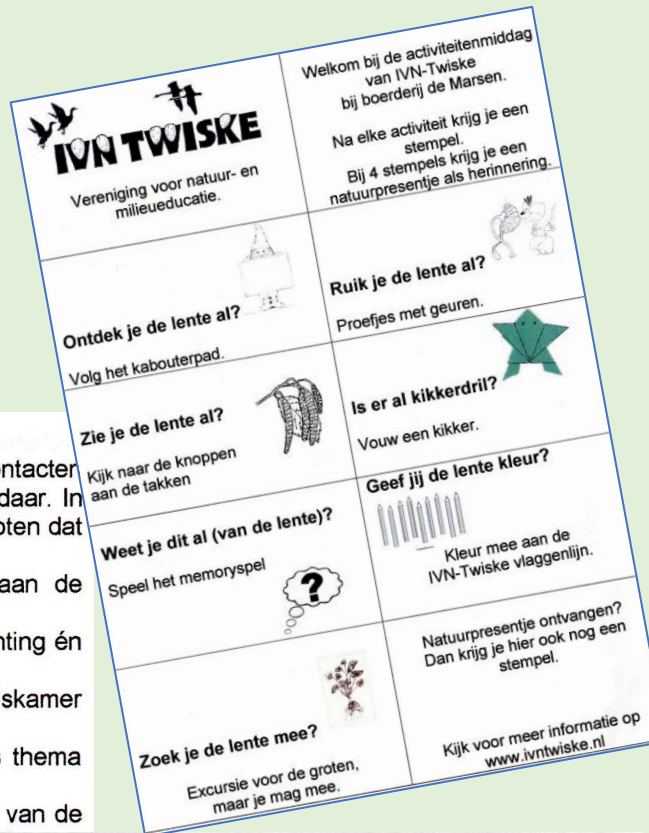 IVN TWISKE
Vereniging voor natuur- en
milieueducatie.
Welkom bij de activiteitenmiddag
van IVN-Twiske
bij boerderij de Marsen.
Na elke activiteit krijg je een
stempel.
Bij 4 stempels krijg je een
natuurpresentje als herinnering.
Ontdek je de lente al?
Volg het kabouterpad.
Ruik je de lente al?
Proefjes met geuren.
Zie je de lente al?
Kijk naar de knoppen
aan de takken
Is er al kikkerdril?
Vouw een kikker.
Weet je dit al (van de lente)?
Speel het memoryspel
?
Geef jij de lente kleur?
Kleur mee aan de
IVN-Twiske vlaggenlijn.
Zoek je de lente mee?
Excursie voor de groten,
maar je mag mee.
Natuurpresentje ontvangen?
Dan krijg je hier ook nog een
stempel.
Kijk voor meer informatie op
www.ivntwiske.nl
daar. In
dat
aan de
én
thema
van de